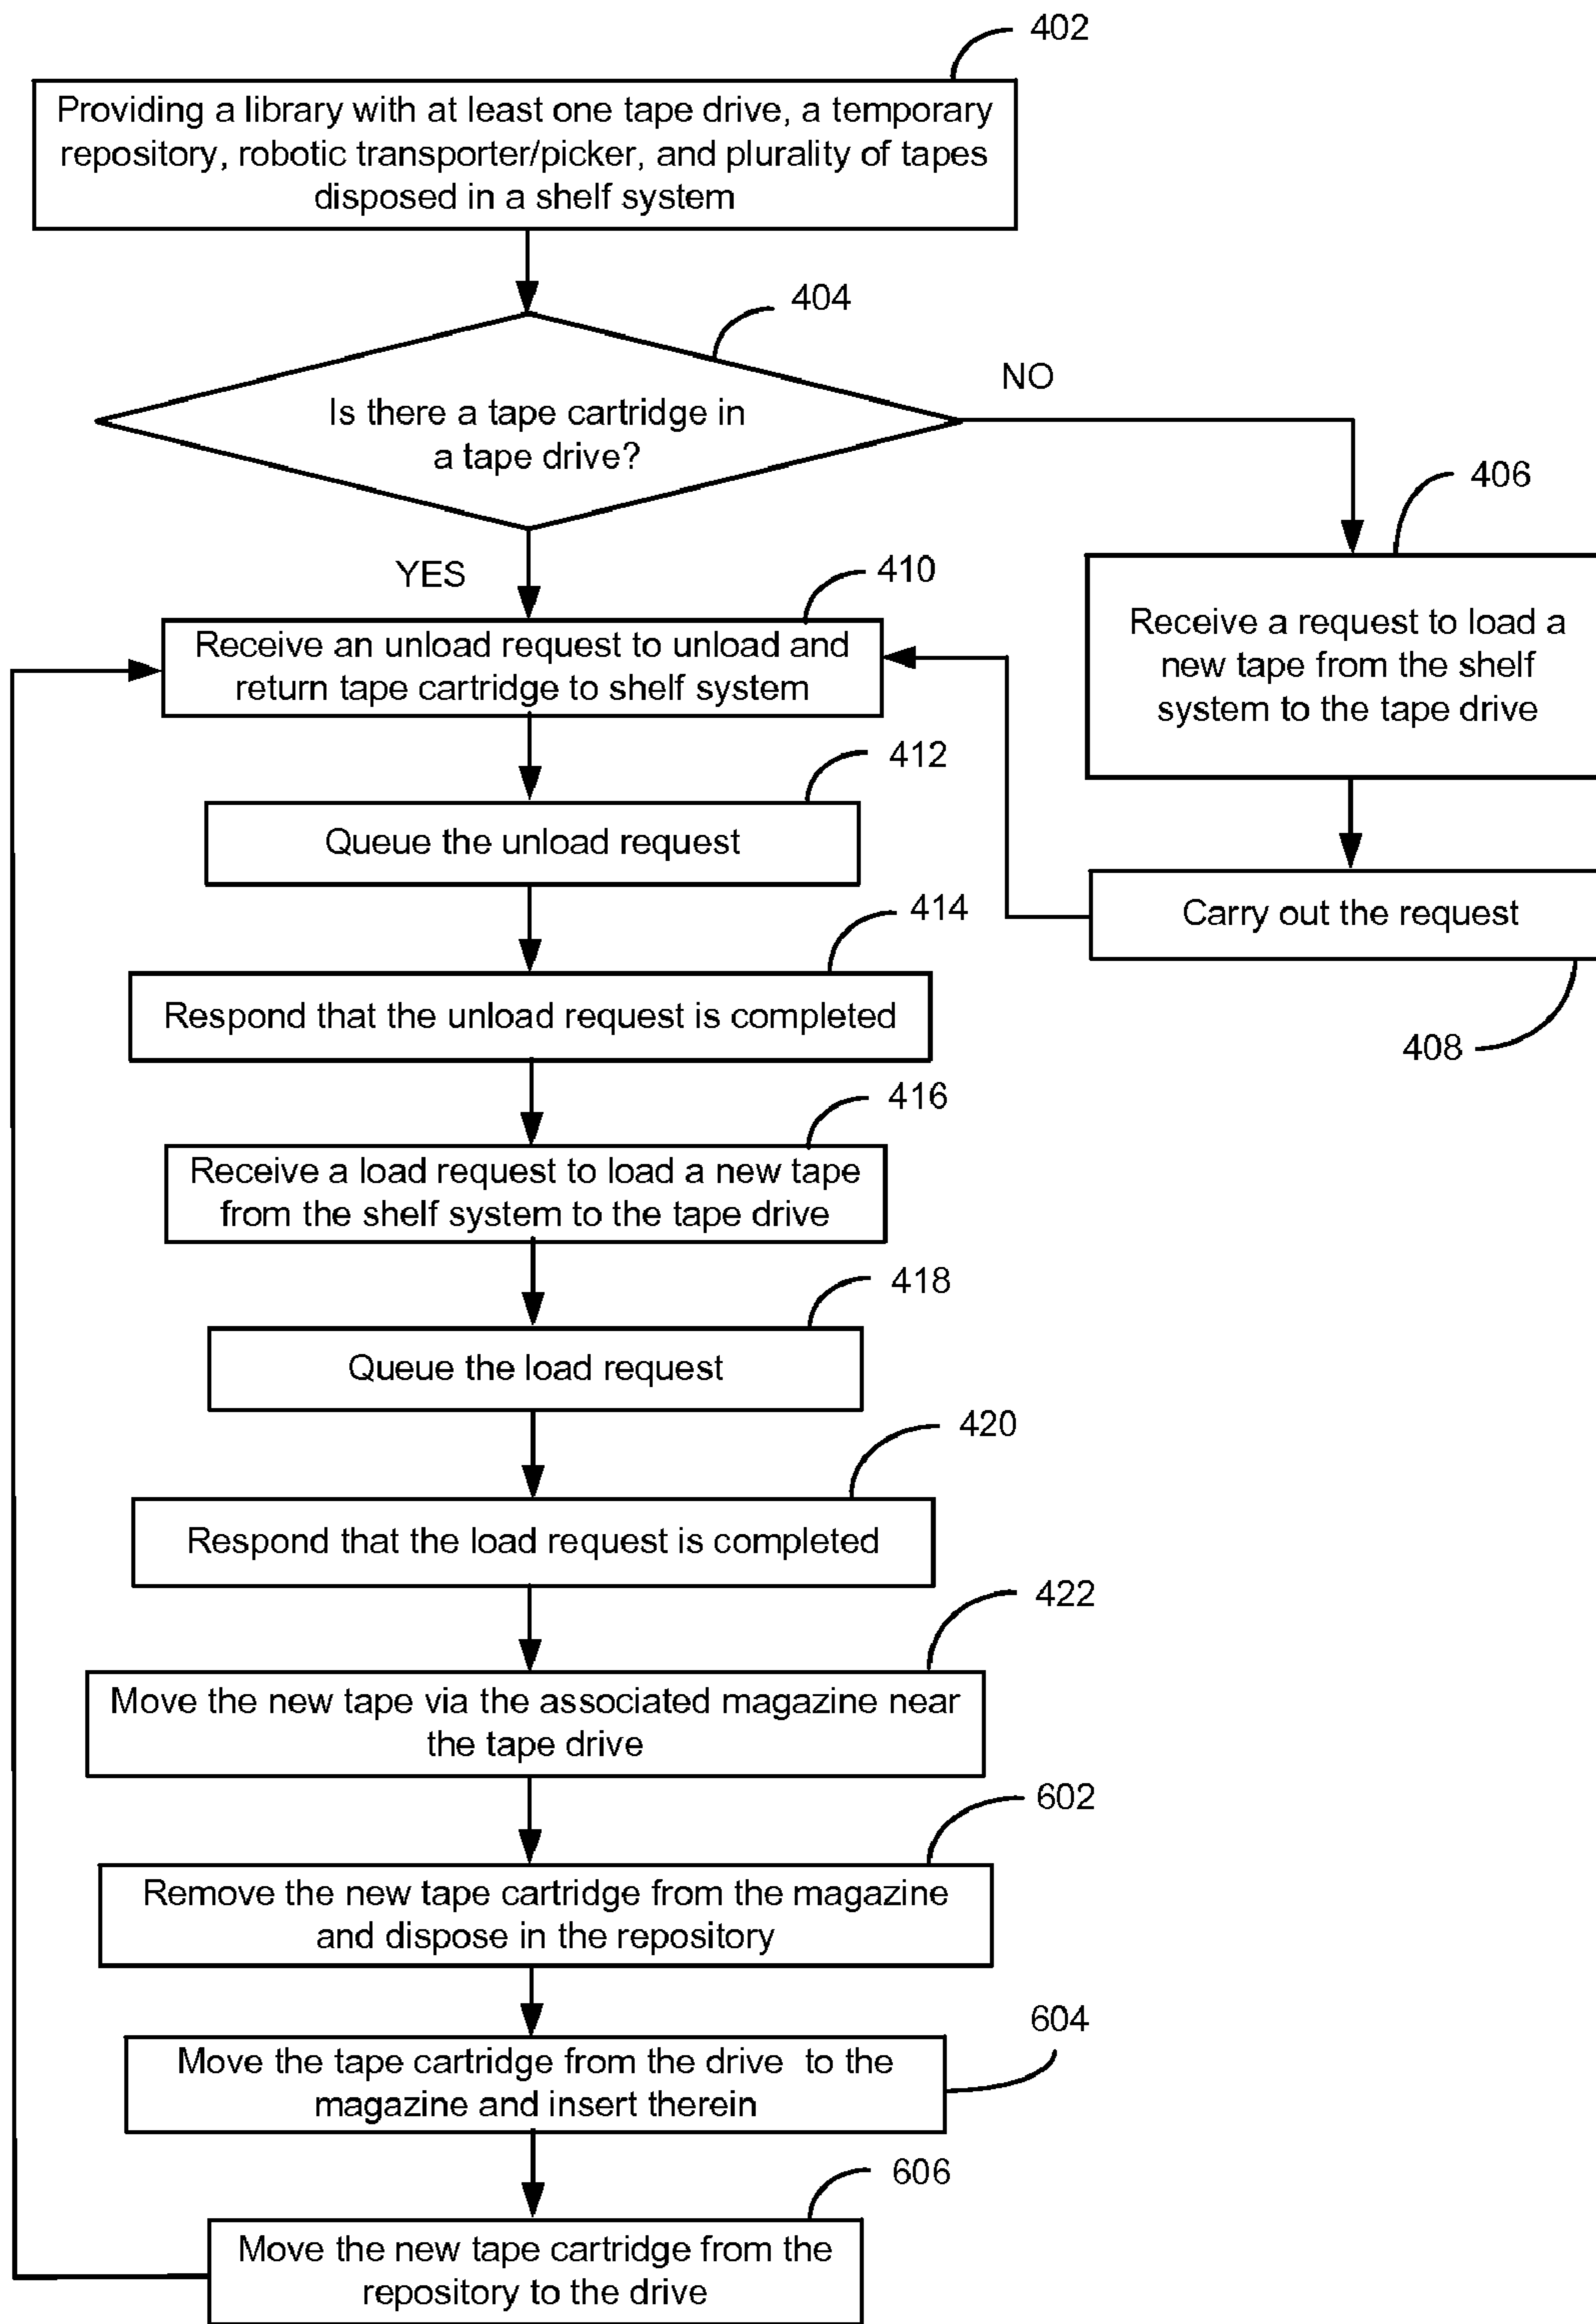 402
Providing a library with at least one tape drive, a temporary
repository, robotic transporter/picker, and plurality of tapes
disposed in a shelf system
404
NO
Is there a tape cartridge in
a tape drive?
406
YES
410
Receive an unload request to unload and
return tape cartridge to shelf system
Receive a request to load a
new tape from the shelf
system to the tape drive
412
Queue the unload request
Carry out the request
408
414
Respond that the unload request is completed
416
Receive a load request to load a new tape
from the shelf system to the tape drive
418
Queue the load request
420
Respond that the load request is completed
422
Move the new tape via the associated magazine near
the tape drive
602
Remove the new tape cartridge from the magazine
and dispose in the repository
604
Move the tape cartridge from the drive to the
magazine and insert therein
606
Move the new tape cartridge from the
repository to the drive